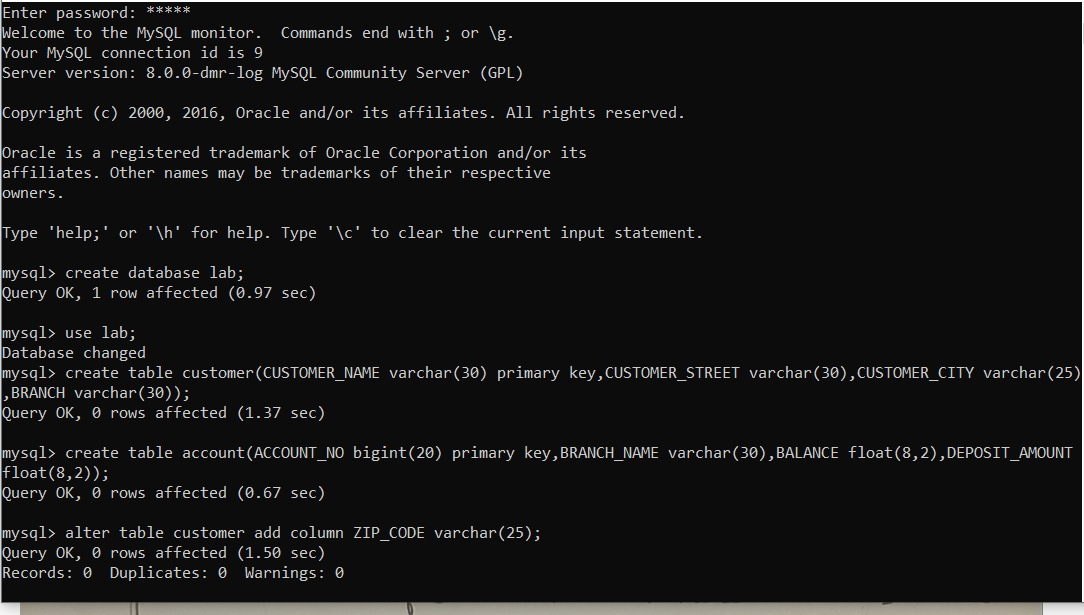 Enter password: *****
Welcome to the MySQL monitor.  Commands end with ; or \g.
Your MySQL connection id is 9
Server version: 8.0.0-dmr-log MySQL Community Server (GPL)
Copyright (c) 2000, 2016, Oracle and/or its affiliates. All rights reserved.
Oracle is a registered trademark of Oracle Corporation and/or its
affiliates. Other names may be trademarks of their respective
owners.
Type 'help;' or '\h' for help. Type '\c' to clear the current input statement.
mysql> create database lab;
Query OK, 1 row affected (0.97 sec)
mysql> use lab;
Database changed
mysql> create table customer(CUSTOMER_NAME varchar(30) primary key,CUSTOMER_STREET varchar(30),CUSTOMER_CITY varchar(25)
,BRANCH varchar(30));
Query OK, 0 rows affected (1.37 sec)
mysql> create table account(ACCOUNT_NO bigint(20) primary key,BRANCH_NAME varchar(30),BALANCE float(8,2),DEPOSIT_AMOUNT
float(8,2));
Query OK, 0 rows affected (0.67 sec)
mysql> alter table customer add column ZIP_CODE varchar(25);
Query OK, 0 rows affected (1.50 sec)
Records: 0  Duplicates: 0  Warnings: 0